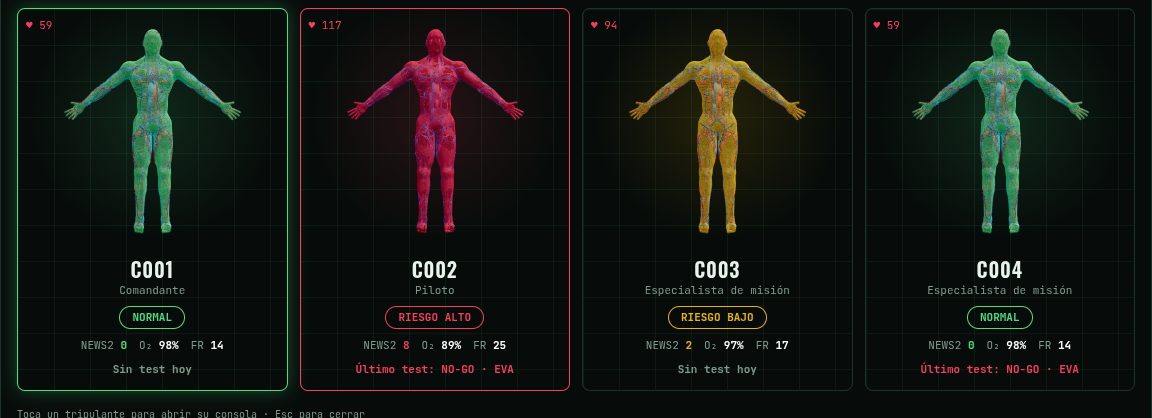 ♥ 59
♥ 117
♥ 94
♥ 59
C001
Comandante
NORMAL
NEWS2 0 O₂ 98% FR 14
Sin test hoy
C002
Piloto
RIESGO ALTO
NEWS2 8 O₂ 89% FR 25
Último test: NO-GO · EVA
C003
Especialista de misión
RIESGO BAJO
NEWS2 2 O₂ 97% FR 17
Sin test hoy
C004
Especialista de misión
NORMAL
NEWS2 0 O₂ 98% FR 14
Último test: NO-GO · EVA
Toca un tripulante para abrir su consola · Esc para cerrar